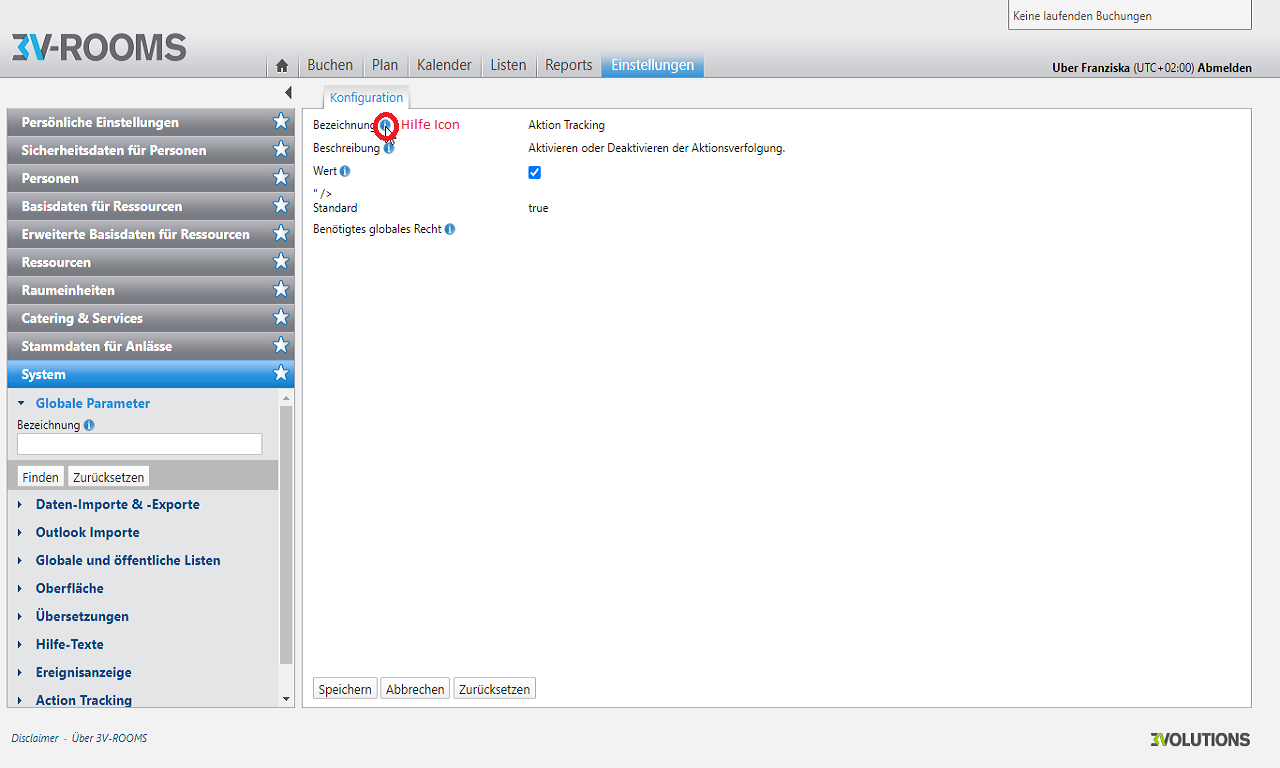 Keine laufenden Buchungen
3V-ROOMS
Buchen Plan Kalender Listen Reports Einstellungen
Uber Franziska (UTC+02:00) Abmelden
Persönliche Einstellungen
Sicherheitsdaten für Personen
Personen
Basisdaten für Ressourcen
Erweiterte Basisdaten für Ressourcen
Ressourcen
Raumeinheiten
Catering & Services
Stammdaten für Anlässe
System
Globale Parameter
Bezeichnung
Finden Zurücksetzen
Daten-Importe & -Exporte
Outlook Importe
Globale und öffentliche Listen
Oberfläche
Übersetzungen
Hilfe-Texte
Ereignisanzeige
Action Tracking
Konfiguration
Bezeichnung Hilfe Icon Aktion Tracking
Beschreibung Aktivieren oder Deaktivieren der Aktionsverfolgung.
Wert
" />
Standard true
Benötigtes globales Recht
Speichern Abbrechen Zurücksetzen
Disclaimer - Über 3V-ROOMS
3VOLUTIONS